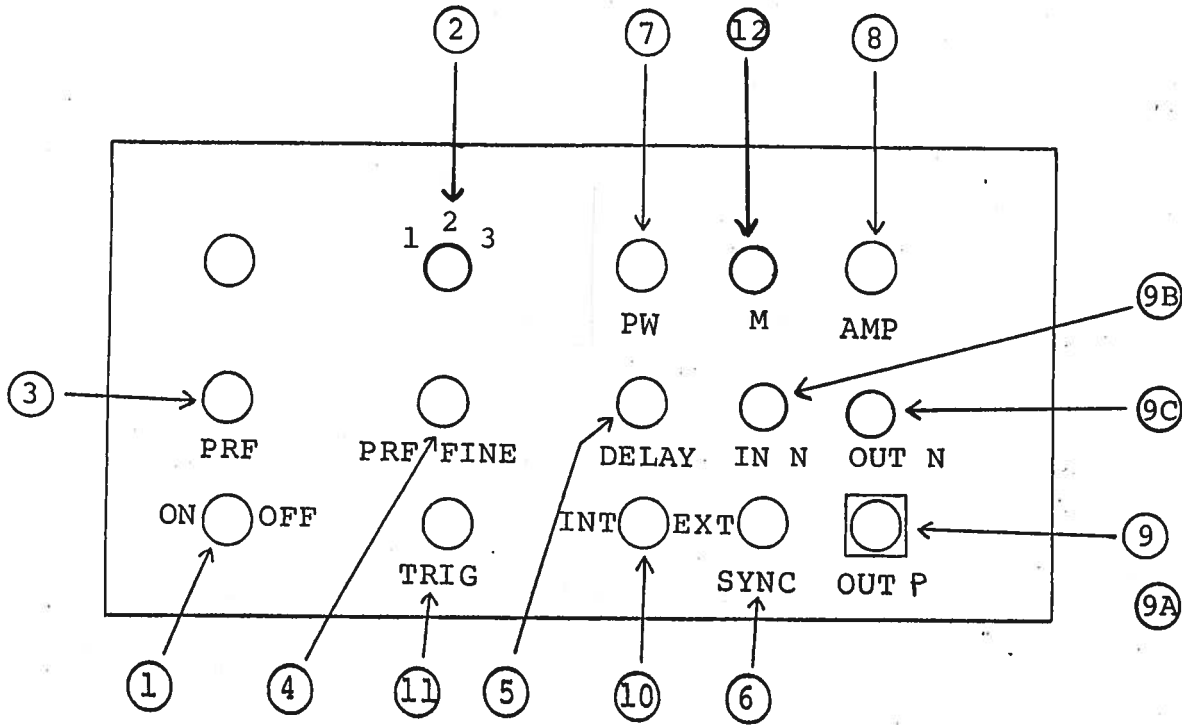 2 7 12 8
1 2 3
PW M AMP
9B
3
9C
PRF PRF FINE DELAY IN N OUT N
ON OFF INT EXT
9
TRIG SYNC OUT P
9A
1 4 11 5 10 6